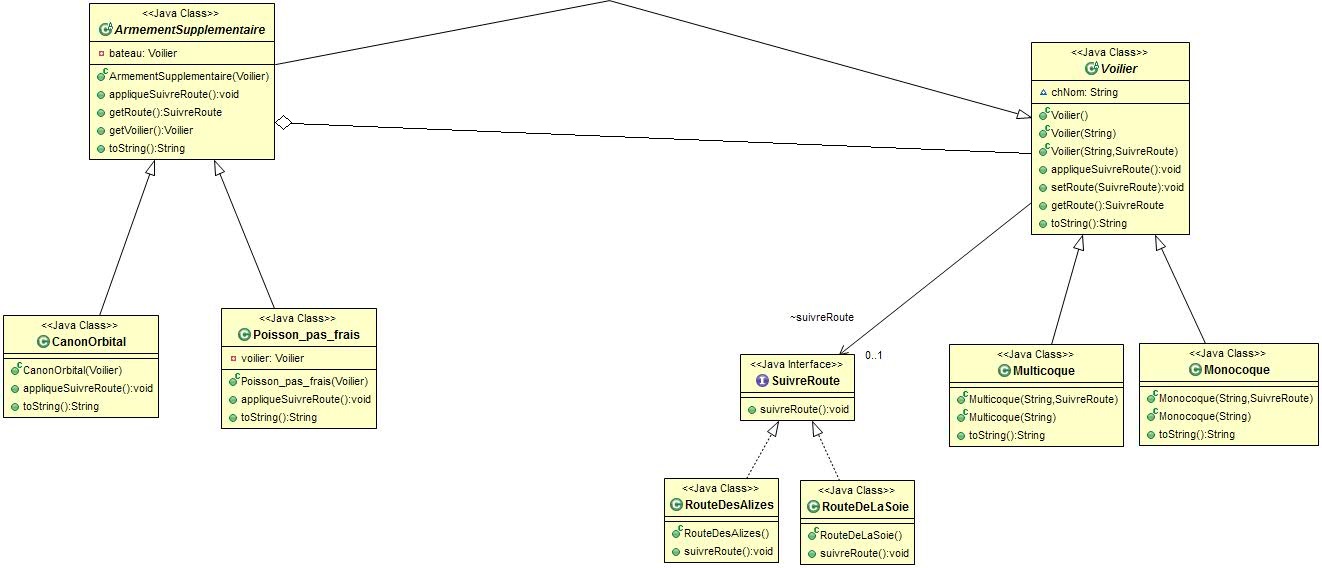 <<Java Class>>
ArmementSupplementaire
bateau: Voilier
ArmementSupplementaire(Voilier)
appliqueSuivreRoute():void
getRoute():SuivreRoute
getVoilier():Voilier
toString():String
<<Java Class>>
Voilier
chNom: String
Voilier()
Voilier(String)
Voilier(String,SuivreRoute)
appliqueSuivreRoute():void
setRoute(SuivreRoute):void
getRoute():SuivreRoute
toString():String
<<Java Class>>
CanonOrbital
CanonOrbital(Voilier)
appliqueSuivreRoute():void
toString():String
<<Java Class>>
Poisson_pas_frais
voilier: Voilier
Poisson_pas_frais(Voilier)
appliqueSuivreRoute():void
toString():String
~suivreRoute
0..1
<<Java Interface>>
SuivreRoute
suivreRoute():void
<<Java Class>>
Multicoque
Multicoque(String,SuivreRoute)
Multicoque(String)
toString():String
<<Java Class>>
Monocoque
Monocoque(String,SuivreRoute)
Monocoque(String)
toString():String
<<Java Class>>
RouteDesAlizes
RouteDesAlizes()
suivreRoute():void
<<Java Class>>
RouteDeLaSoie
RouteDeLaSoie()
suivreRoute():void